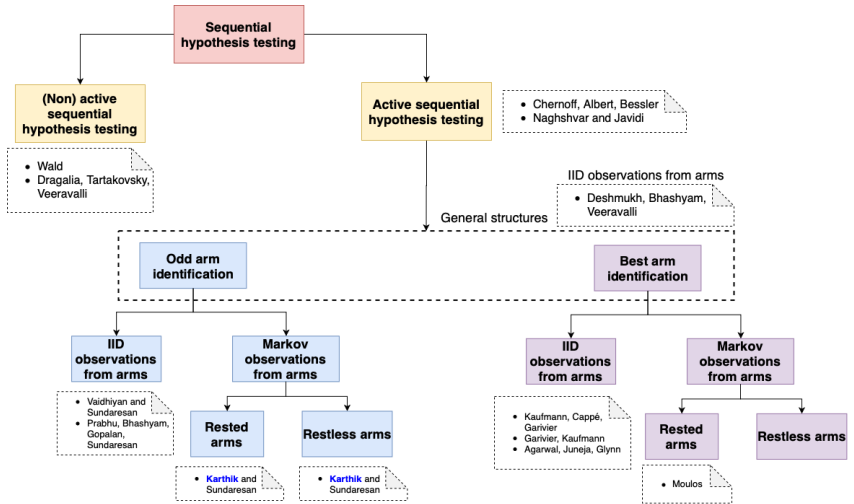 Sequential
hypothesis testing
(Non) active
sequential
hypothesis testing
Active sequential
hypothesis testing
• Chernoff, Albert, Bessler
• Naghshvar and Javidi
• Wald
• Dragalia, Tartakovsky,
Veeravalli
IID observations from arms
• Deshmukh, Bhashyam,
Veeravalli
General structures
Odd arm
identification
Best arm
identification
IID
observations
from arms
Markov
observations
from arms
IID
observations
from arms
Markov
observations
from arms
• Vaidhiyan and
Sundaresan
• Prabhu, Bhashyam,
Gopalan,
Sundaresan
Rested
arms
Restless arms
• Kaufmann, Cappé,
Garivier
• Garivier, Kaufmann
• Agarwal, Juneja, Glynn
Rested
arms
Restless arms
• Karthik and
Sundaresan
• Karthik and
Sundaresan
• Moulos